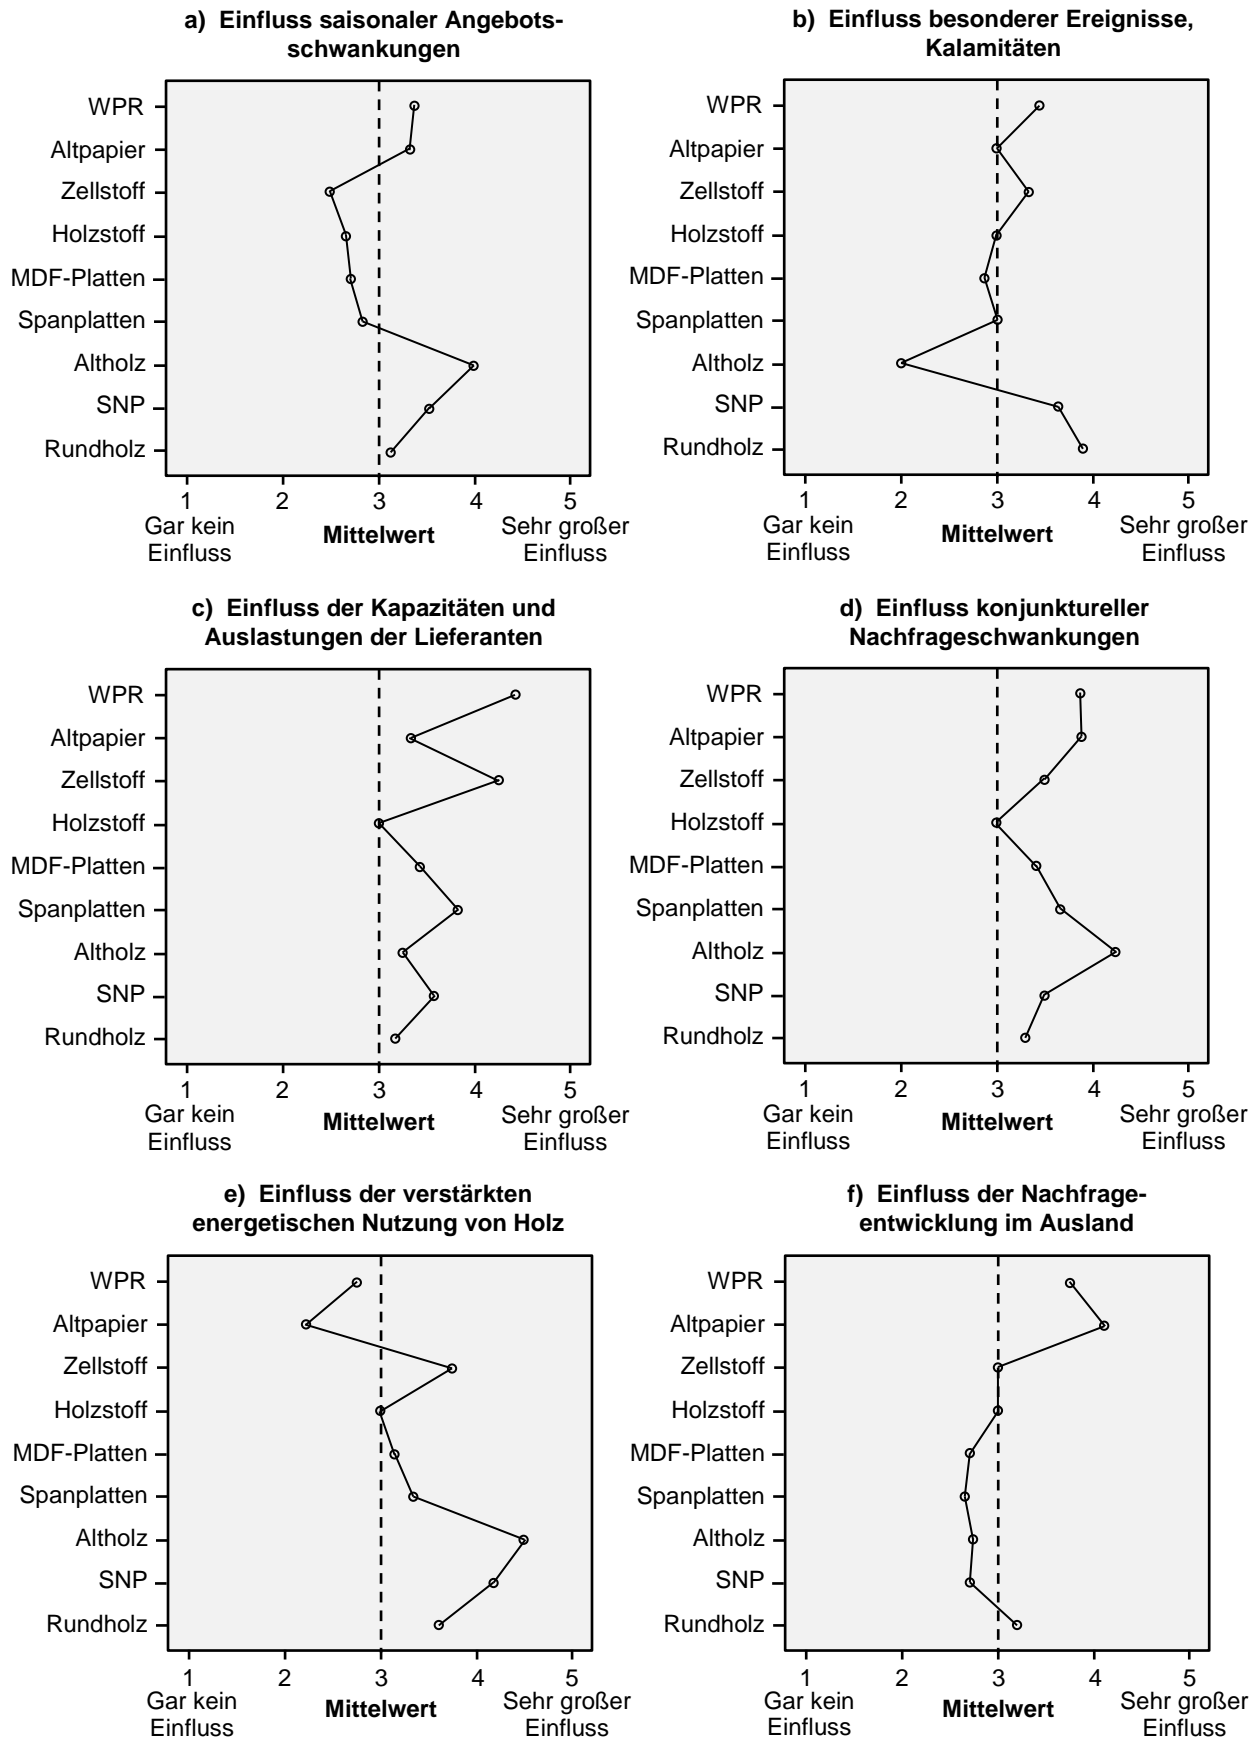 a)  Einfluss saisonaler Angebots-
schwankungen
WPR
Altpapier
Zellstoff
Holzstoff
MDF-Platten
Spanplatten
Altholz
SNP
Rundholz
1 2 3 4 5
Gar kein Einfluss
Mittelwert
Sehr großer Einfluss
b)  Einfluss besonderer Ereignisse,
Kalamitäten
WPR
Altpapier
Zellstoff
Holzstoff
MDF-Platten
Spanplatten
Altholz
SNP
Rundholz
1 2 3 4 5
Gar kein
Einfluss
Mittelwert
Sehr großer
Einfluss
c)  Einfluss der Kapazitäten und
Auslastungen der Lieferanten
WPR
Altpapier
Zellstoff
Holzstoff
MDF-Platten
Spanplatten
Altholz
SNP
Rundholz
1 2 3 4 5
Gar kein
Einfluss
Mittelwert
Sehr großer
Einfluss
d)  Einfluss konjunktureller
Nachfrageschwankungen
WPR
Altpapier
Zellstoff
Holzstoff
MDF-Platten
Spanplatten
Altholz
SNP
Rundholz
1 2 3 4 5
Gar kein
Einfluss
Mittelwert
Sehr großer
Einfluss
e)  Einfluss der verstärkten
energetischen Nutzung von Holz
WPR
Altpapier
Zellstoff
Holzstoff
MDF-Platten
Spanplatten
Altholz
SNP
Rundholz
1 2 3 4 5
Gar kein
Einfluss
Mittelwert
Sehr großer
Einfluss
f)  Einfluss der Nachfrage-
entwicklung im Ausland
WPR
Altpapier
Zellstoff
Holzstoff
MDF-Platten
Spanplatten
Altholz
SNP
Rundholz
1 2 3 4 5
Gar kein
Einfluss
Mittelwert
Sehr großer
Einfluss